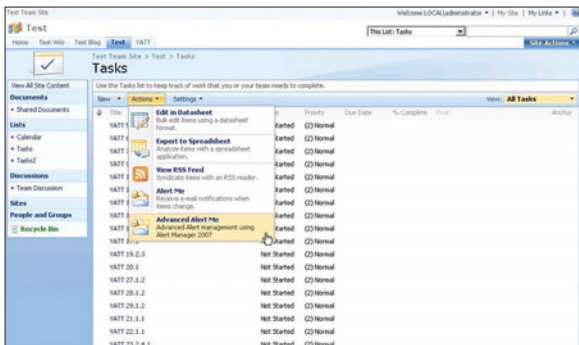 Test Team Site
Welcome LOCAL\administrator
My Site
My Links
Test
This List: Tasks
Home
Test Wiki
Test Blog
Test
YATT
Site Actions
Test Team Site > Test > Tasks
Tasks
View All Site Content
Use the Tasks list to keep track of work that you or your team needs to complete.
Documents
New
Actions
Settings
View: All Tasks
Shared Documents
Title
Priority
Due Date
% Complete
Anchor
Lists
Calendar
Tasks
Tasks2
Discussions
Team Discussion
Sites
People and Groups
Recycle Bin
Edit in Datasheet
Bulk edit items using a datasheet
format.
Export to Spreadsheet
Analyze items with a spreadsheet
application.
View RSS Feed
Syndicate items with an RSS reader.
Alert Me
Receive e-mail notifications when
items change.
Advanced Alert Me
Advanced Alert management using
Alert Manager 2007
YATT 19.2.3 Not Started (2) Normal
YATT 20.1 Not Started (2) Normal
YATT 27.1.2 Not Started (2) Normal
YATT 28.1.2 Not Started (2) Normal
YATT 29.1.2 Not Started (2) Normal
YATT 21.1.1 Not Started (2) Normal
YATT 22.1.1 Not Started (2) Normal
YATT 23.2.4.1 Not Started (2) Normal